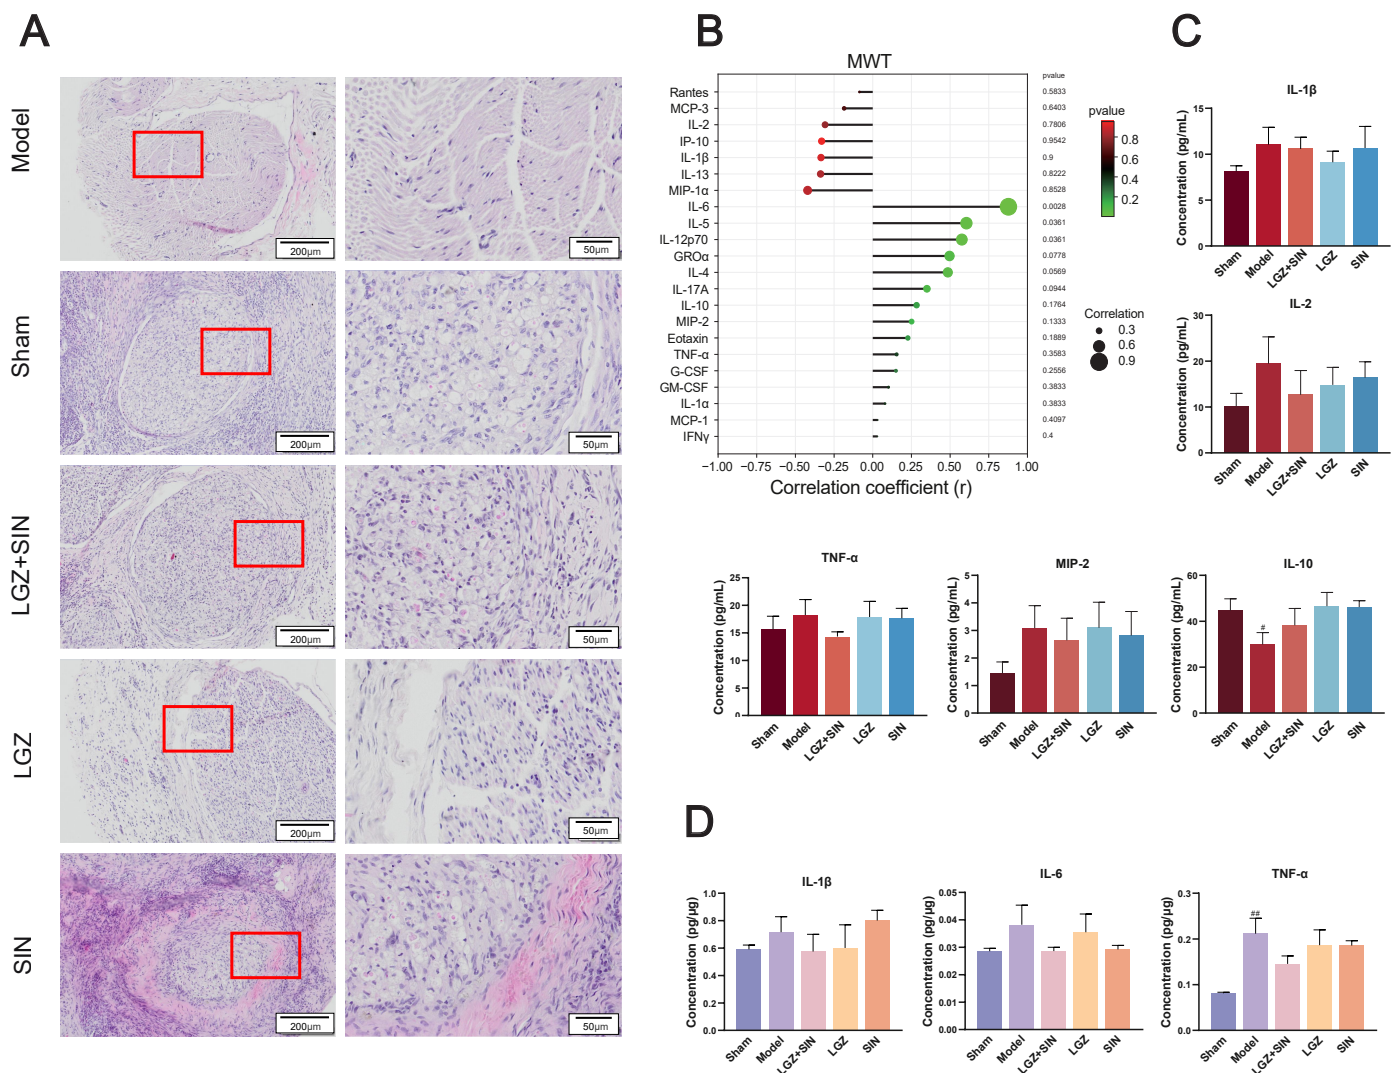 A
Model
200µm
50µm
Sham
200µm
50µm
LGZ+SIN
200µm
50µm
LGZ
200µm
50µm
SIN
200µm
50µm
B
MWT
pvalue
Rantes 0.5833
MCP-3 0.6403
IL-2 0.7806
IP-10 0.9542
IL-1β 0.9
IL-13 0.8222
MIP-1α 0.8528
IL-6 0.0028
IL-5 0.0361
IL-12p70 0.0361
GROα 0.0778
IL-4 0.0569
IL-17A 0.0944
IL-10 0.1764
MIP-2 0.1333
Eotaxin 0.1889
TNF-α 0.3583
G-CSF 0.2556
GM-CSF 0.3833
IL-1α 0.3833
MCP-1 0.4097
IFNγ 0.4
−1.00 −0.75 −0.50 −0.25 0.00 0.25 0.50 0.75 1.00
Correlation coefficient (r)
pvalue
0.8
0.6
0.4
0.2
Correlation
0.3
0.6
0.9
C
IL-1β
Concentration (pg/mL)
15
10
5
0
Sham Model LGZ+SIN LGZ SIN
IL-2
Concentration (pg/mL)
30
20
10
0
Sham Model LGZ+SIN LGZ SIN
TNF-α
Concentration (pg/mL)
25
20
15
10
5
0
Sham Model LGZ+SIN LGZ SIN
MIP-2
Concentration (pg/mL)
5
4
3
2
1
0
Sham Model LGZ+SIN LGZ SIN
IL-10
Concentration (pg/mL)
60
40
20
0
#
Sham Model LGZ+SIN LGZ SIN
D
IL-1β
Concentration (pg/µg)
1.0
0.8
0.6
0.4
0.2
0.0
Sham Model LGZ+SIN LGZ SIN
IL-6
Concentration (pg/µg)
0.05
0.04
0.03
0.02
0.01
0.00
Sham Model LGZ+SIN LGZ SIN
TNF-α
Concentration (pg/µg)
0.3
0.2
0.1
0.0
##
Sham Model LGZ+SIN LGZ SIN